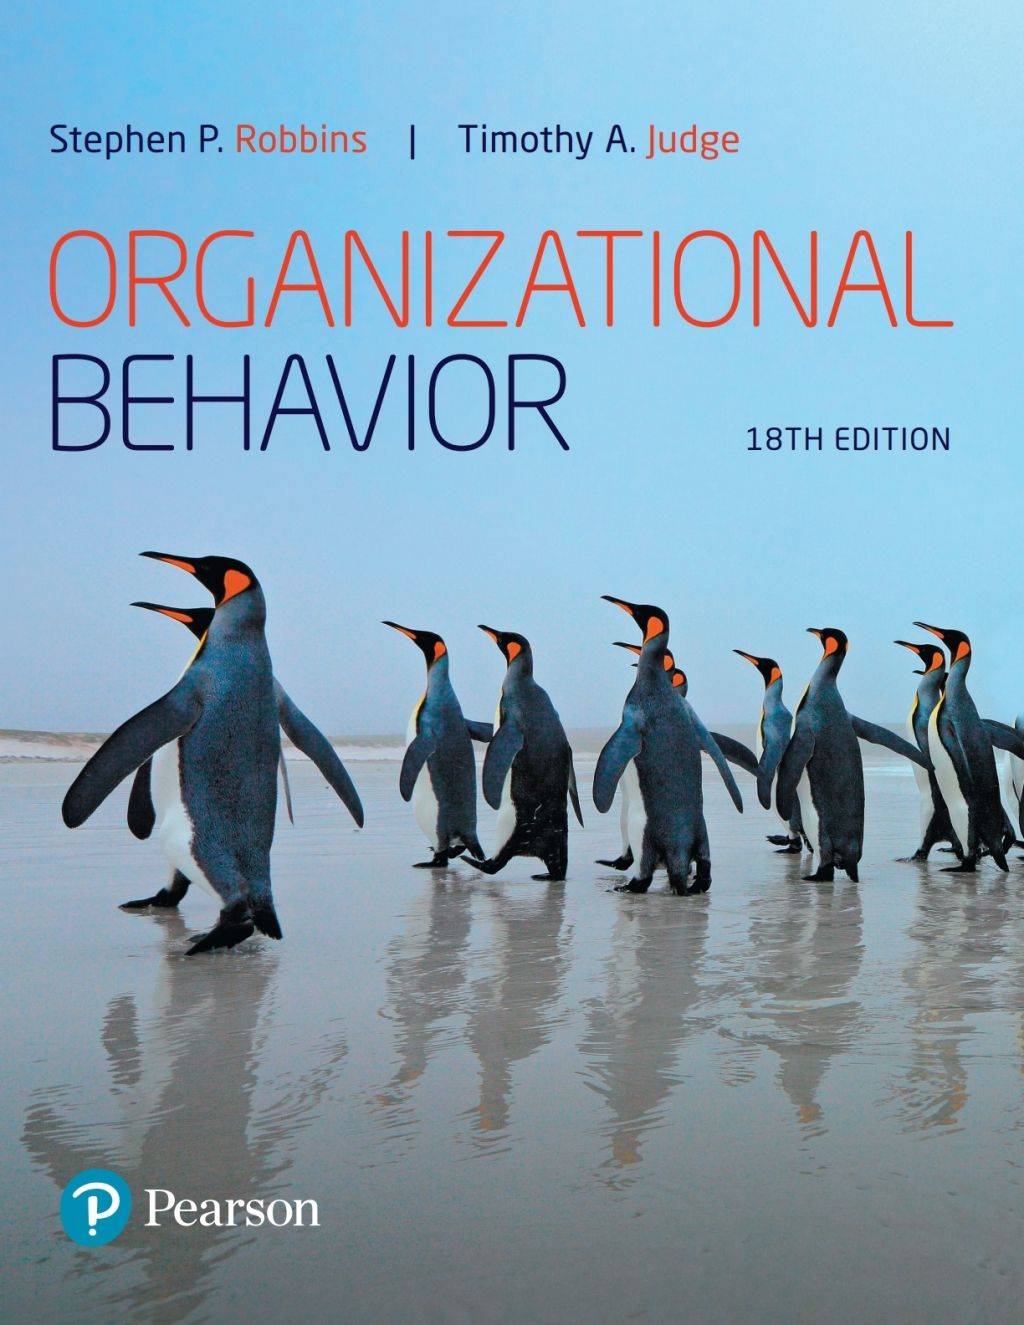 Stephen P. Robbins | Timothy A. Judge
ORGANIZATIONAL
BEHAVIOR
18TH EDITION
Pearson